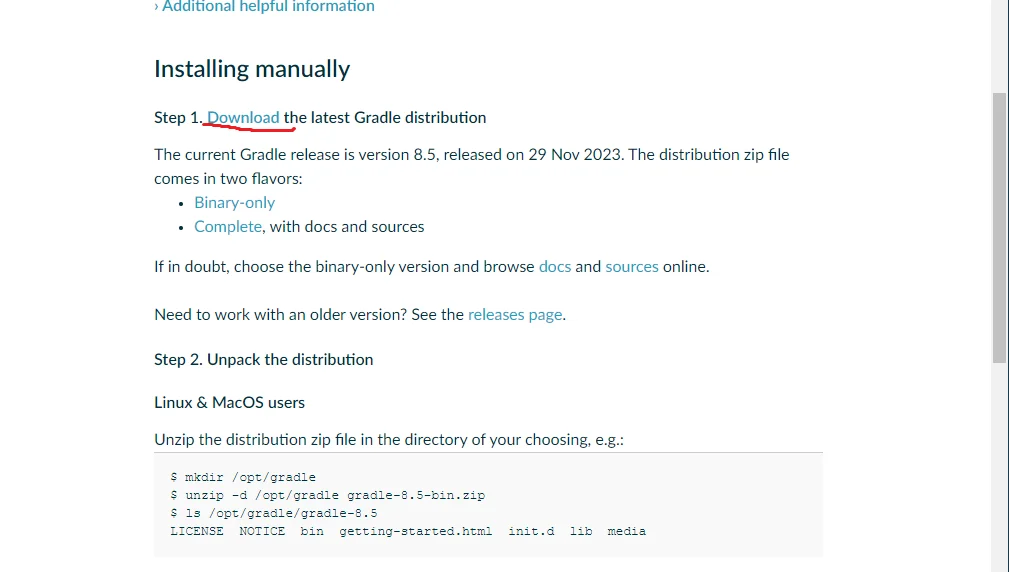 › Additional helpful information
Installing manually
Step 1. Download the latest Gradle distribution
The current Gradle release is version 8.5, released on 29 Nov 2023. The distribution zip file
comes in two flavors:
• Binary-only
• Complete, with docs and sources
If in doubt, choose the binary-only version and browse docs and sources online.
Need to work with an older version? See the releases page.
Step 2. Unpack the distribution
Linux & MacOS users
Unzip the distribution zip file in the directory of your choosing, e.g.:
$ mkdir /opt/gradle
$ unzip -d /opt/gradle gradle-8.5-bin.zip
$ ls /opt/gradle/gradle-8.5
LICENSE  NOTICE  bin  getting-started.html  init.d  lib  media